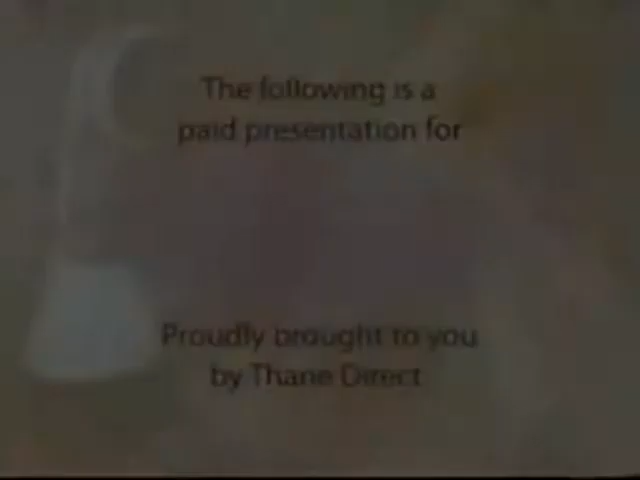 The following is a
paid presentation for
Proudly brought to you
by Thane Direct